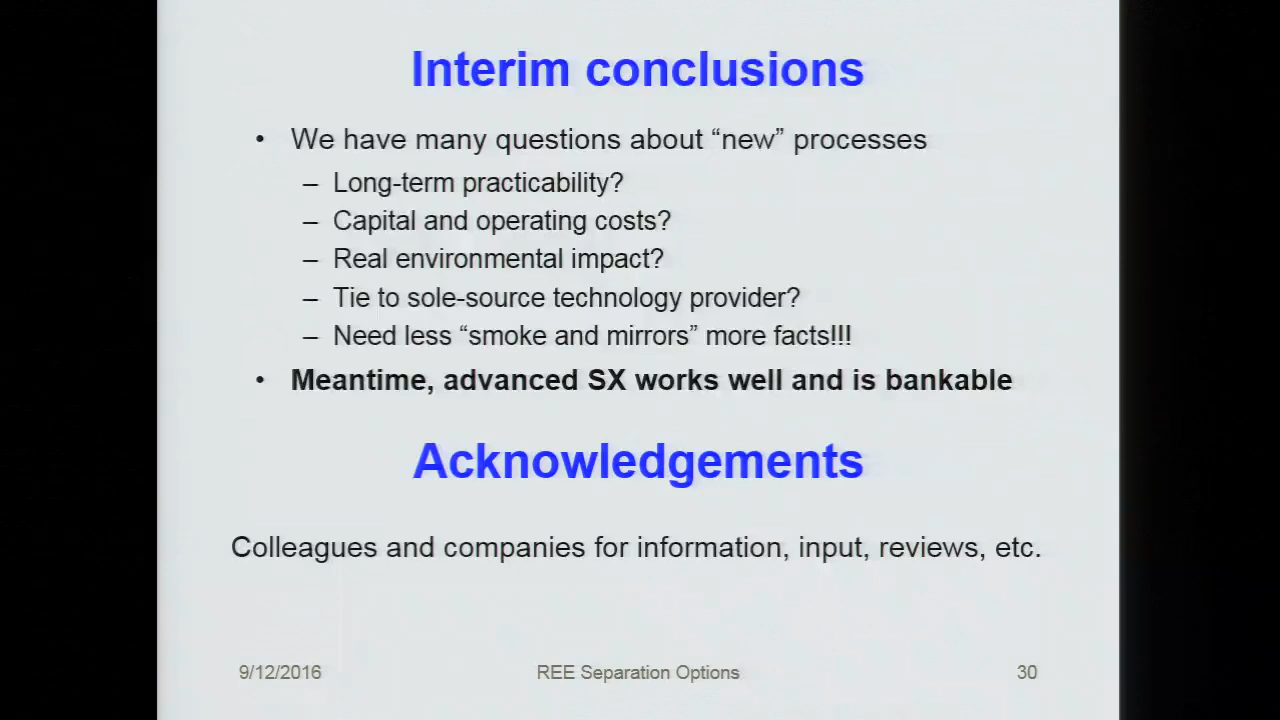 Interim conclusions
• We have many questions about “new” processes
– Long-term practicability?
– Capital and operating costs?
– Real environmental impact?
– Tie to sole-source technology provider?
– Need less “smoke and mirrors” more facts!!!
• Meantime, advanced SX works well and is bankable
Acknowledgements
Colleagues and companies for information, input, reviews, etc.
9/12/2016 REE Separation Options 30